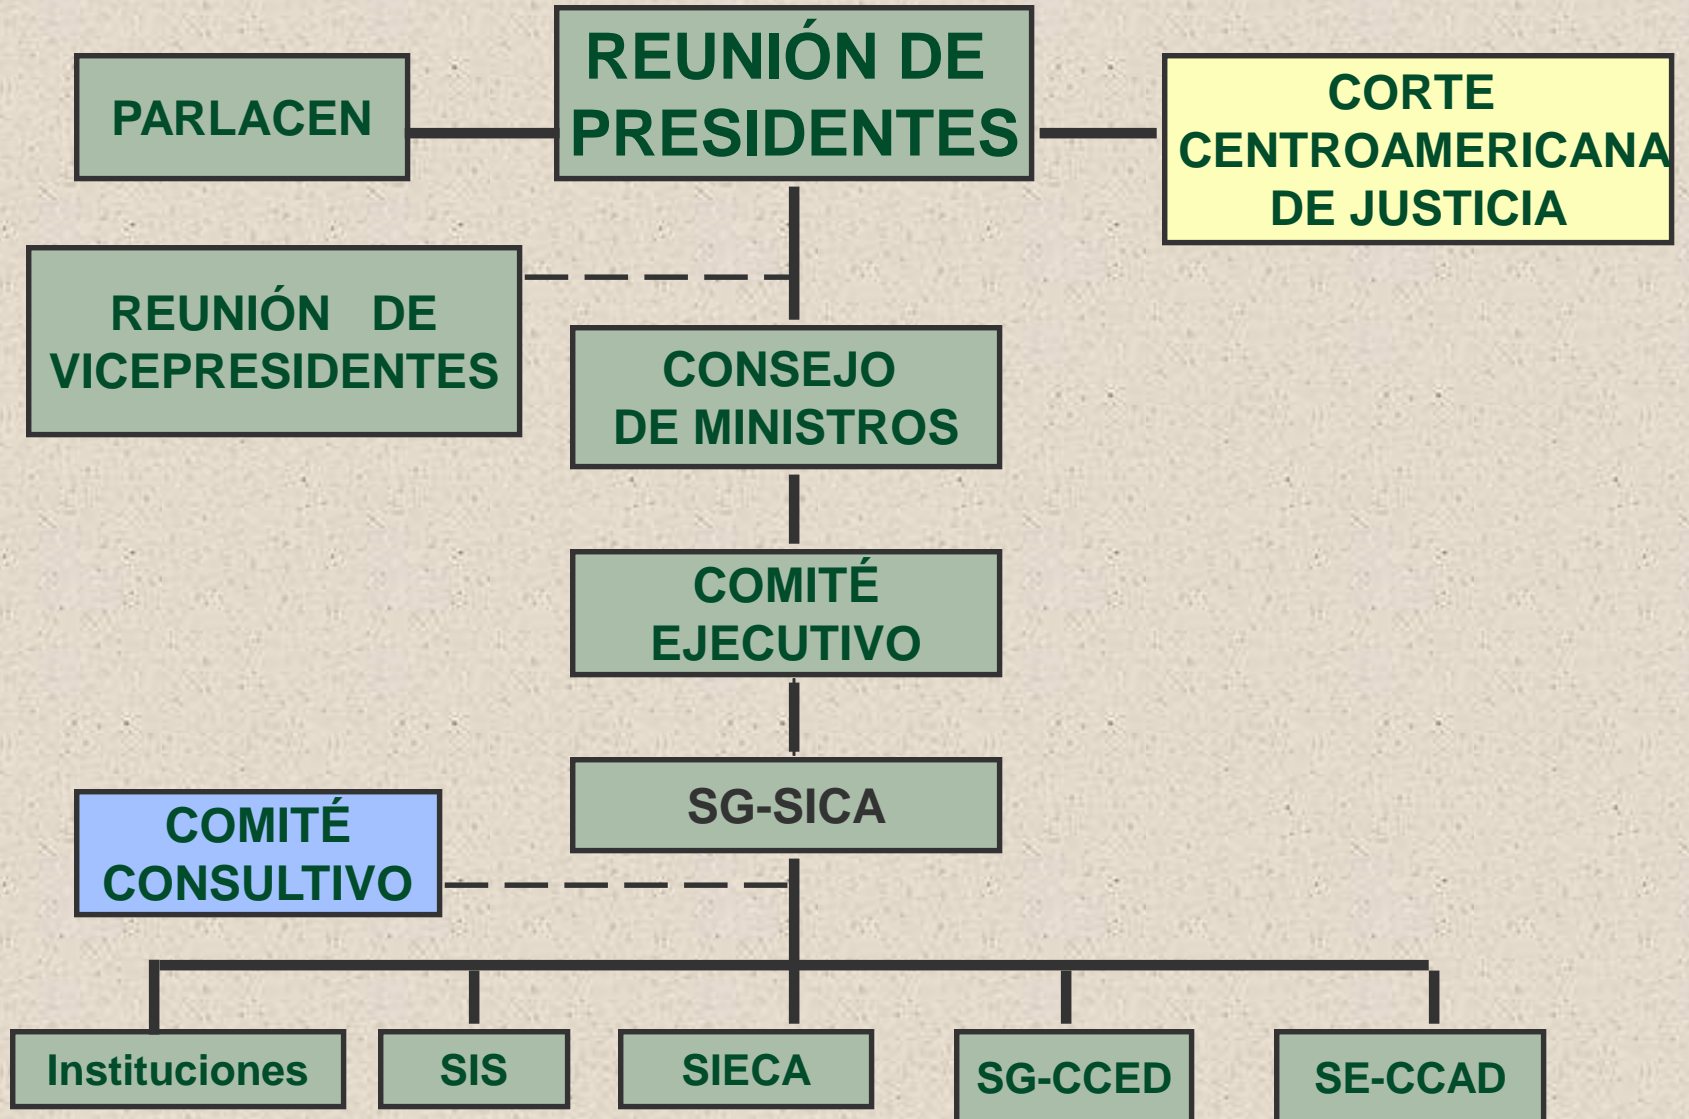 REUNIÓN DE
PRESIDENTES
PARLACEN
CORTE
CENTROAMERICANA
DE JUSTICIA
REUNIÓN DE
VICEPRESIDENTES
CONSEJO
DE MINISTROS
COMITÉ
EJECUTIVO
SG-SICA
COMITÉ
CONSULTIVO
Instituciones
SIS
SIECA
SG-CCED
SE-CCAD